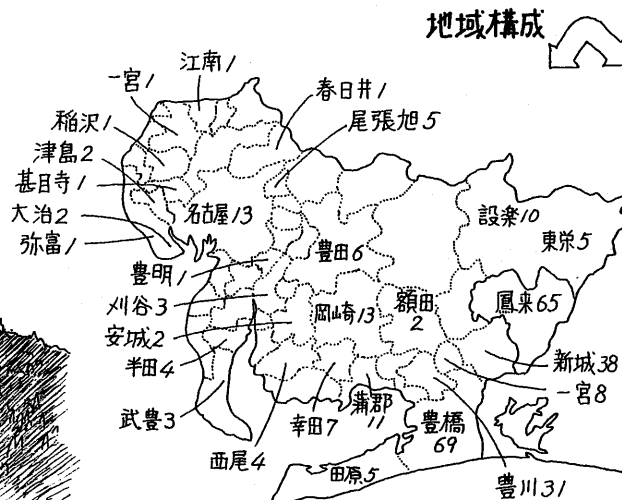 地域構成
江南1
一宮1
春日井1
稲沢1
尾張旭5
津島2
甚目寺1
名古屋13
設楽10
大治2
東栄5
弥富1
豊田6
豊明1
刈谷3
岡崎13
額田
2
鳳来65
安城2
半田4
新城38
一宮8
武豊3
幸田7
蒲郡
11
豊橋
69
西尾4
田原5
豊川31